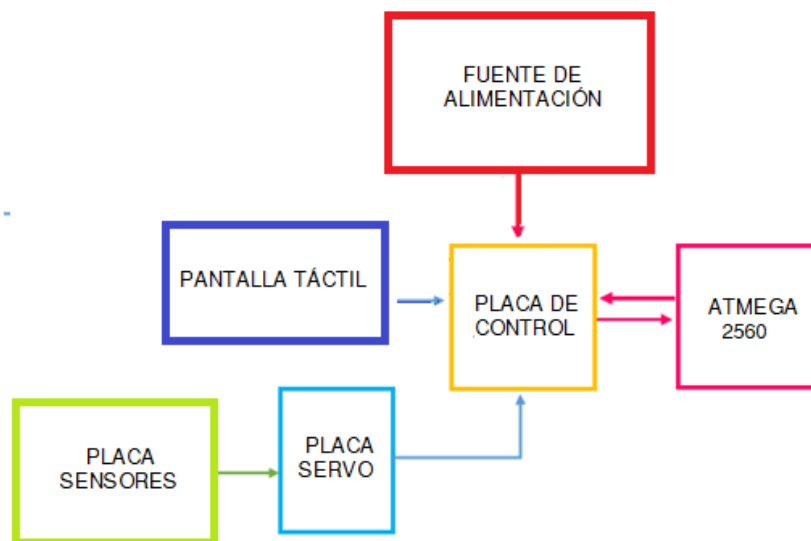 FUENTE DE
ALIMENTACIÓN
PANTALLA TÁCTIL
PLACA DE
CONTROL
ATMEGA
2560
PLACA
SENSORES
PLACA
SERVO